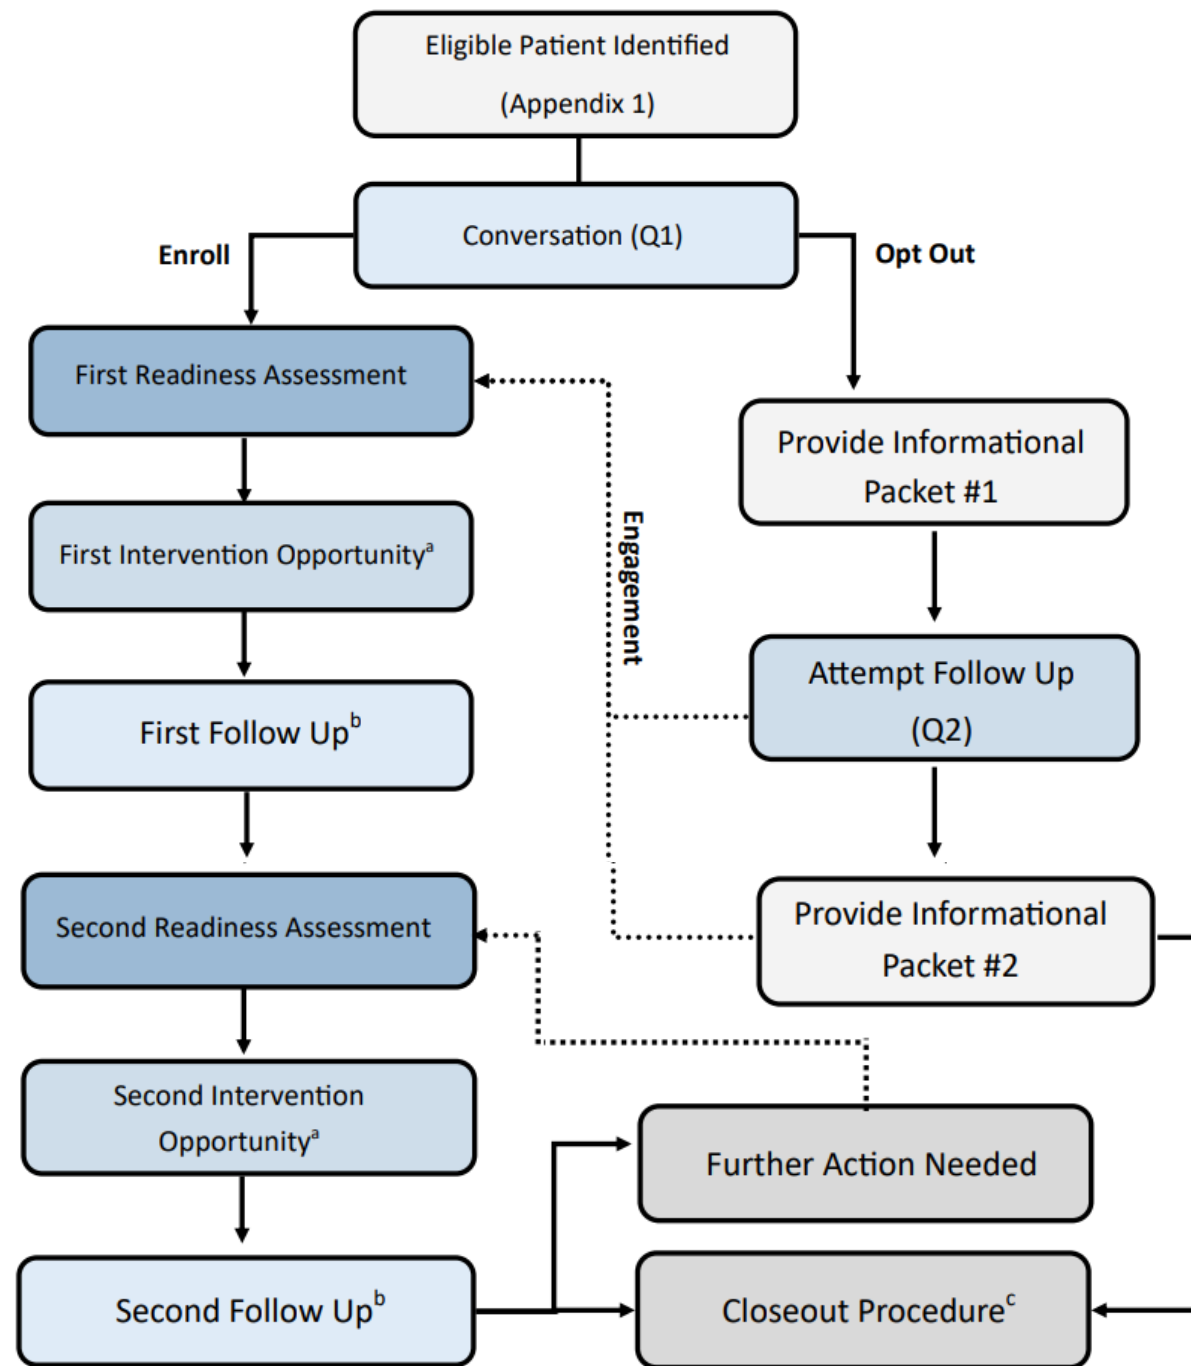 Eligible Patient Identified
(Appendix 1)
Conversation (Q1)
Enroll
Opt Out
First Readiness Assessment
Provide Informational
Packet #1
First Intervention Opportunityᵃ
Engagement
Attempt Follow Up
(Q2)
First Follow Upᵇ
Second Readiness Assessment
Provide Informational
Packet #2
Second Intervention
Opportunityᵃ
Further Action Needed
Second Follow Upᵇ
Closeout Procedureᶜ